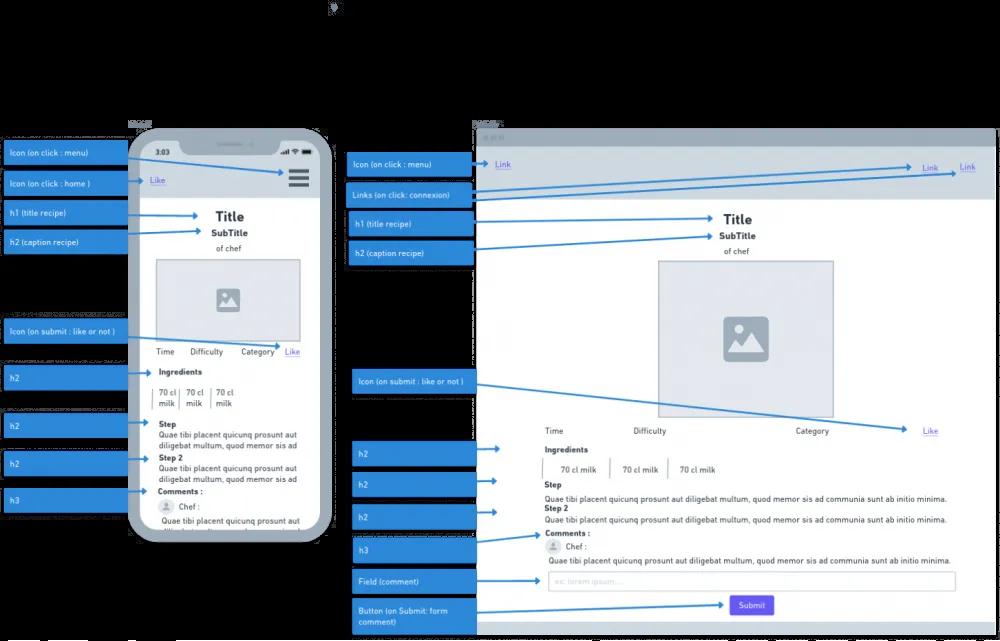 Icon (on click : menu)
Icon (on click : home )
h1 (title recipe)
h2 (caption recipe)
Icon (on submit : like or not )
h2
h2
h2
h3
3:03
Like
Title
SubTitle
of chef
Time Difficulty Category Like
Ingredients
70 cl 70 cl 70 cl
milk milk milk
Step
Quae tibi placent quicunq prosunt aut
diligebat multum, quod memor sis ad
Step 2
Quae tibi placent quicunq prosunt aut
diligebat multum, quod memor sis ad
Comments :
Chef :
Quae tibi placent quicunq prosunt aut
Icon (on click : menu)
Links (on click: connexion)
h1 (title recipe)
h2 (caption recipe)
Icon (on submit : like or not )
h2
h2
h2
h3
Field (comment)
Button (on Submit: form
comment)
Link Link Link
Title
SubTitle
of chef
Time Difficulty Category Like
Ingredients
70 cl milk 70 cl milk 70 cl milk
Step
Quae tibi placent quicunq prosunt aut diligebat multum, quod memor sis ad communia sunt ab initio minima.
Step 2
Quae tibi placent quicunq prosunt aut diligebat multum, quod memor sis ad communia sunt ab initio minima.
Comments :
Chef :
Quae tibi placent quicunq prosunt aut diligebat multum, quod memor sis ad communia sunt ab initio minima.
ex: lorem ipsum....
Submit